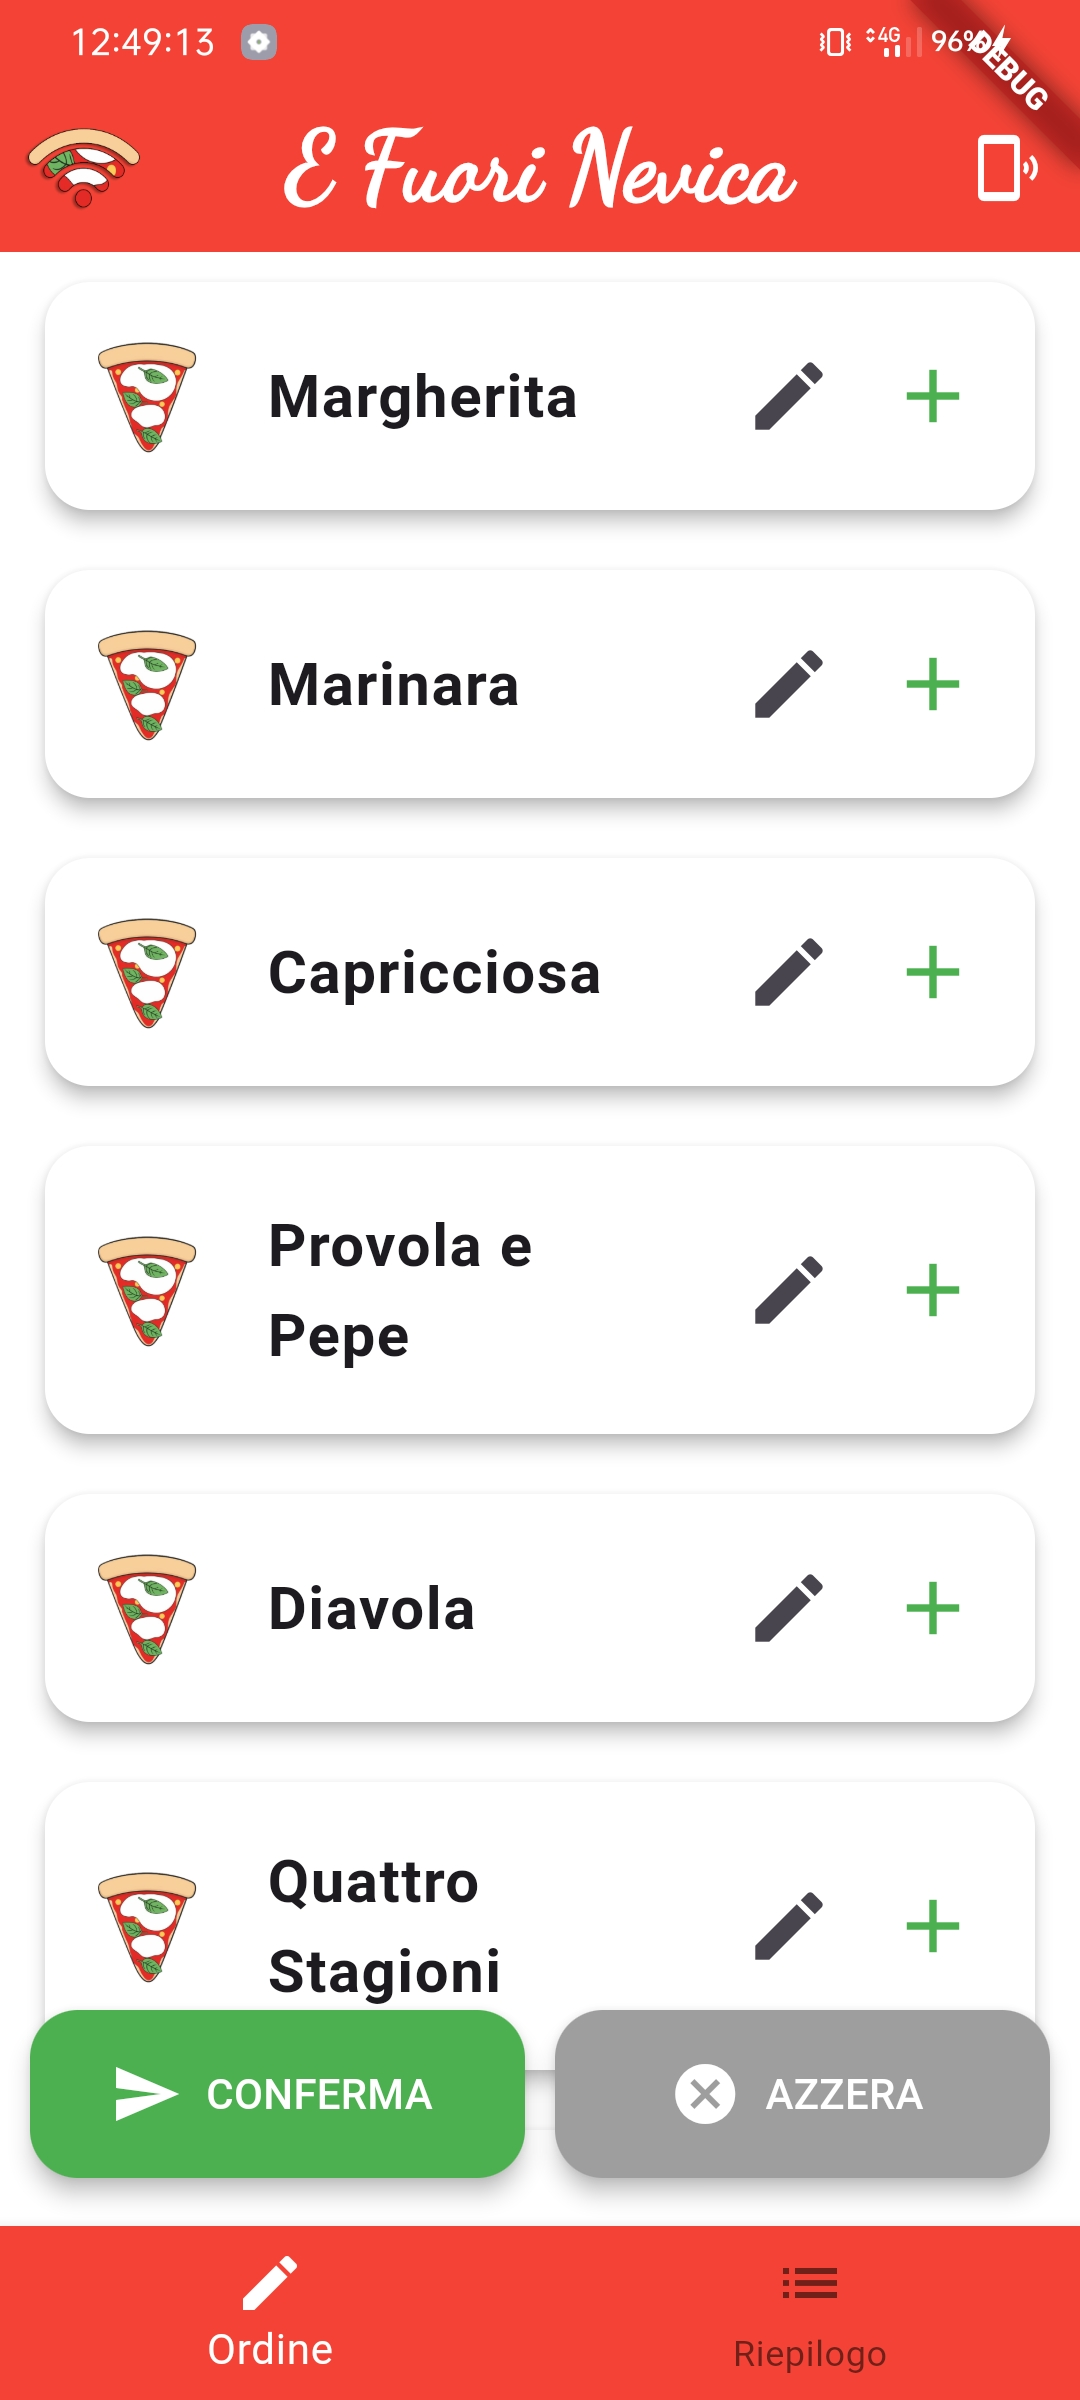 12:49:13
4G 96%
DEBUG
E Fuori Nevica
Margherita
Marinara
Capricciosa
Provola e
Pepe
Diavola
Quattro
Stagioni
CONFERMA
AZZERA
Ordine
Riepilogo